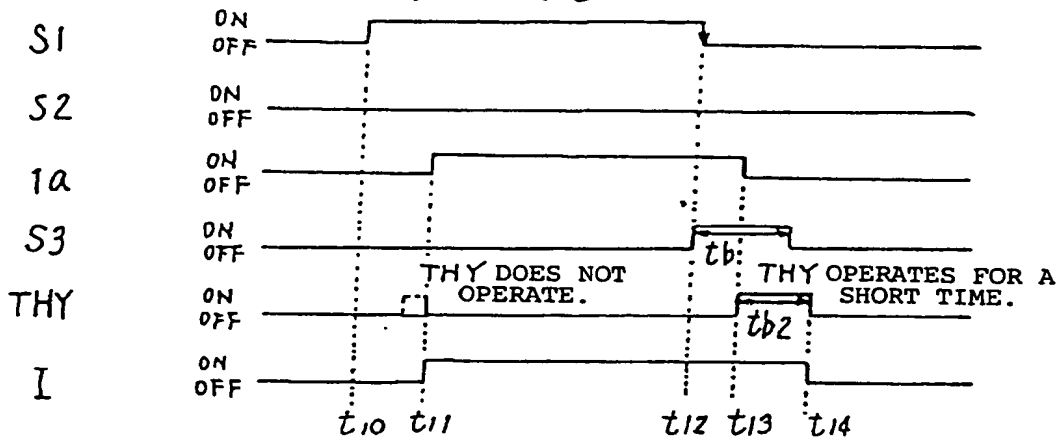 S1 ON
OFF
S2 ON
OFF
1a ON
OFF
S3 ON
OFF
tb
THY DOES NOT
OPERATE.
THY OPERATES FOR A
SHORT TIME.
THY ON
OFF
tb2
I ON
OFF
t10 t11 t12 t13 t14